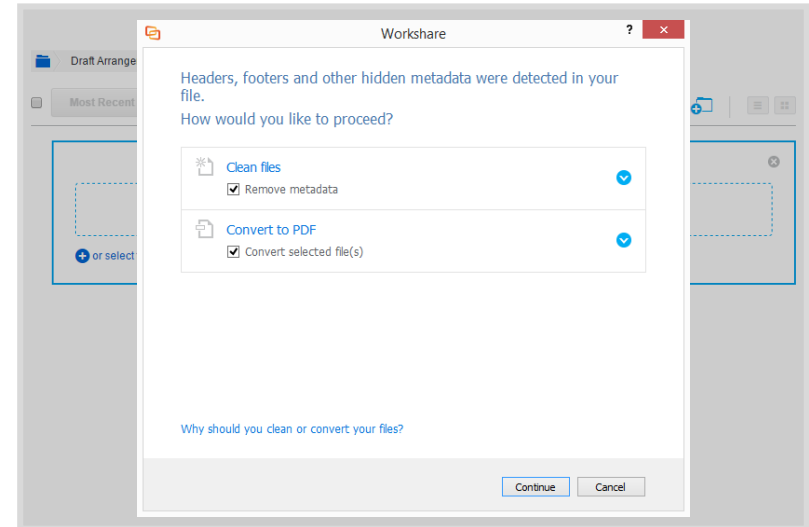 Workshare
?
Draft Arrange
Most Recent
Headers, footers and other hidden metadata were detected in your
file.
How would you like to proceed?
Clean files
Remove metadata
Convert to PDF
Convert selected file(s)
or select
Why should you clean or convert your files?
Continue
Cancel